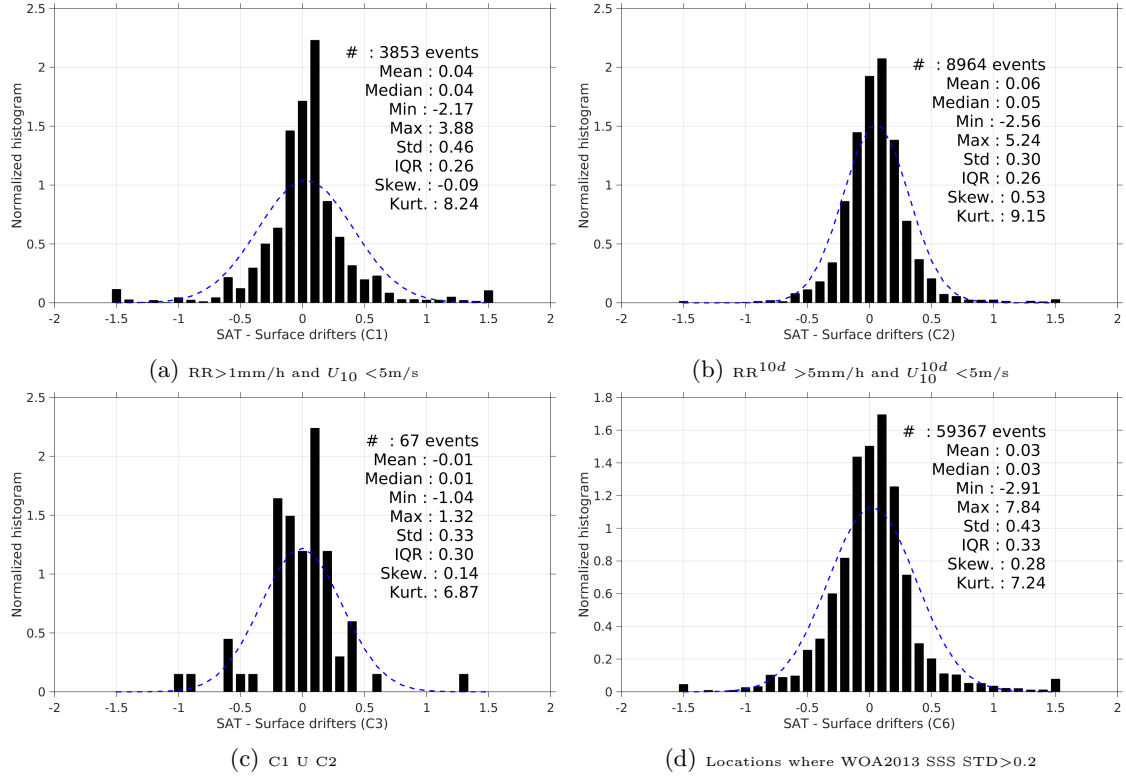 2.5
2
1.5
1
0.5
0
Normalized histogram
# : 3853 events
Mean : 0.04
Median : 0.04
Min : -2.17
Max : 3.88
Std : 0.46
IQR : 0.26
Skew. : -0.09
Kurt. : 8.24
-2 -1.5 -1 -0.5 0 0.5 1 1.5 2
SAT - Surface drifters (C1)
(a) RR>1mm/h and U10 <5m/s
2.5
2
1.5
1
0.5
0
Normalized histogram
# : 8964 events
Mean : 0.06
Median : 0.05
Min : -2.56
Max : 5.24
Std : 0.30
IQR : 0.26
Skew. : 0.53
Kurt. : 9.15
-2 -1.5 -1 -0.5 0 0.5 1 1.5 2
SAT - Surface drifters (C2)
(b) RR^10d >5mm/h and U10^10d <5m/s
2.5
2
1.5
1
0.5
0
Normalized histogram
# : 67 events
Mean : -0.01
Median : 0.01
Min : -1.04
Max : 1.32
Std : 0.33
IQR : 0.30
Skew. : 0.14
Kurt. : 6.87
-2 -1.5 -1 -0.5 0 0.5 1 1.5 2
SAT - Surface drifters (C3)
(c) C1 U C2
1.8
1.6
1.4
1.2
1
0.8
0.6
0.4
0.2
0
Normalized histogram
# : 59367 events
Mean : 0.03
Median : 0.03
Min : -2.91
Max : 7.84
Std : 0.43
IQR : 0.33
Skew. : 0.28
Kurt. : 7.24
-2 -1.5 -1 -0.5 0 0.5 1 1.5 2
SAT - Surface drifters (C6)
(d) Locations where WOA2013 SSS STD>0.2